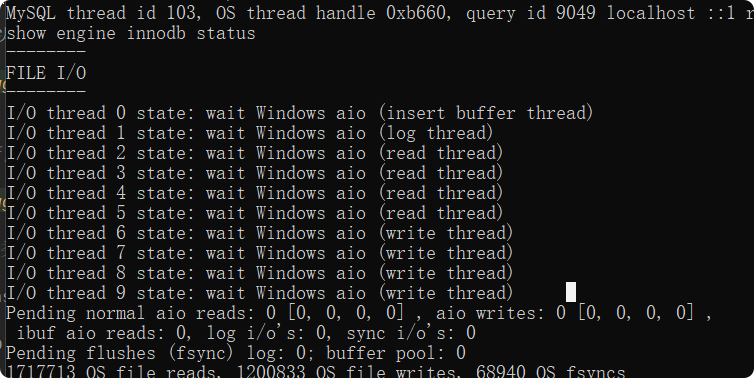 MySQL thread id 103, OS thread handle 0xb660, query id 9049 localhost ::1
show engine innodb status
--------
FILE I/O
--------
I/O thread 0 state: wait Windows aio (insert buffer thread)
I/O thread 1 state: wait Windows aio (log thread)
I/O thread 2 state: wait Windows aio (read thread)
I/O thread 3 state: wait Windows aio (read thread)
I/O thread 4 state: wait Windows aio (read thread)
I/O thread 5 state: wait Windows aio (read thread)
I/O thread 6 state: wait Windows aio (write thread)
I/O thread 7 state: wait Windows aio (write thread)
I/O thread 8 state: wait Windows aio (write thread)
I/O thread 9 state: wait Windows aio (write thread)
Pending normal aio reads: 0 [0, 0, 0, 0] , aio writes: 0 [0, 0, 0, 0] ,
 ibuf aio reads: 0, log i/o's: 0, sync i/o's: 0
Pending flushes (fsync) log: 0; buffer pool: 0
1717713 OS file reads, 1200833 OS file writes, 68940 OS fsyncs